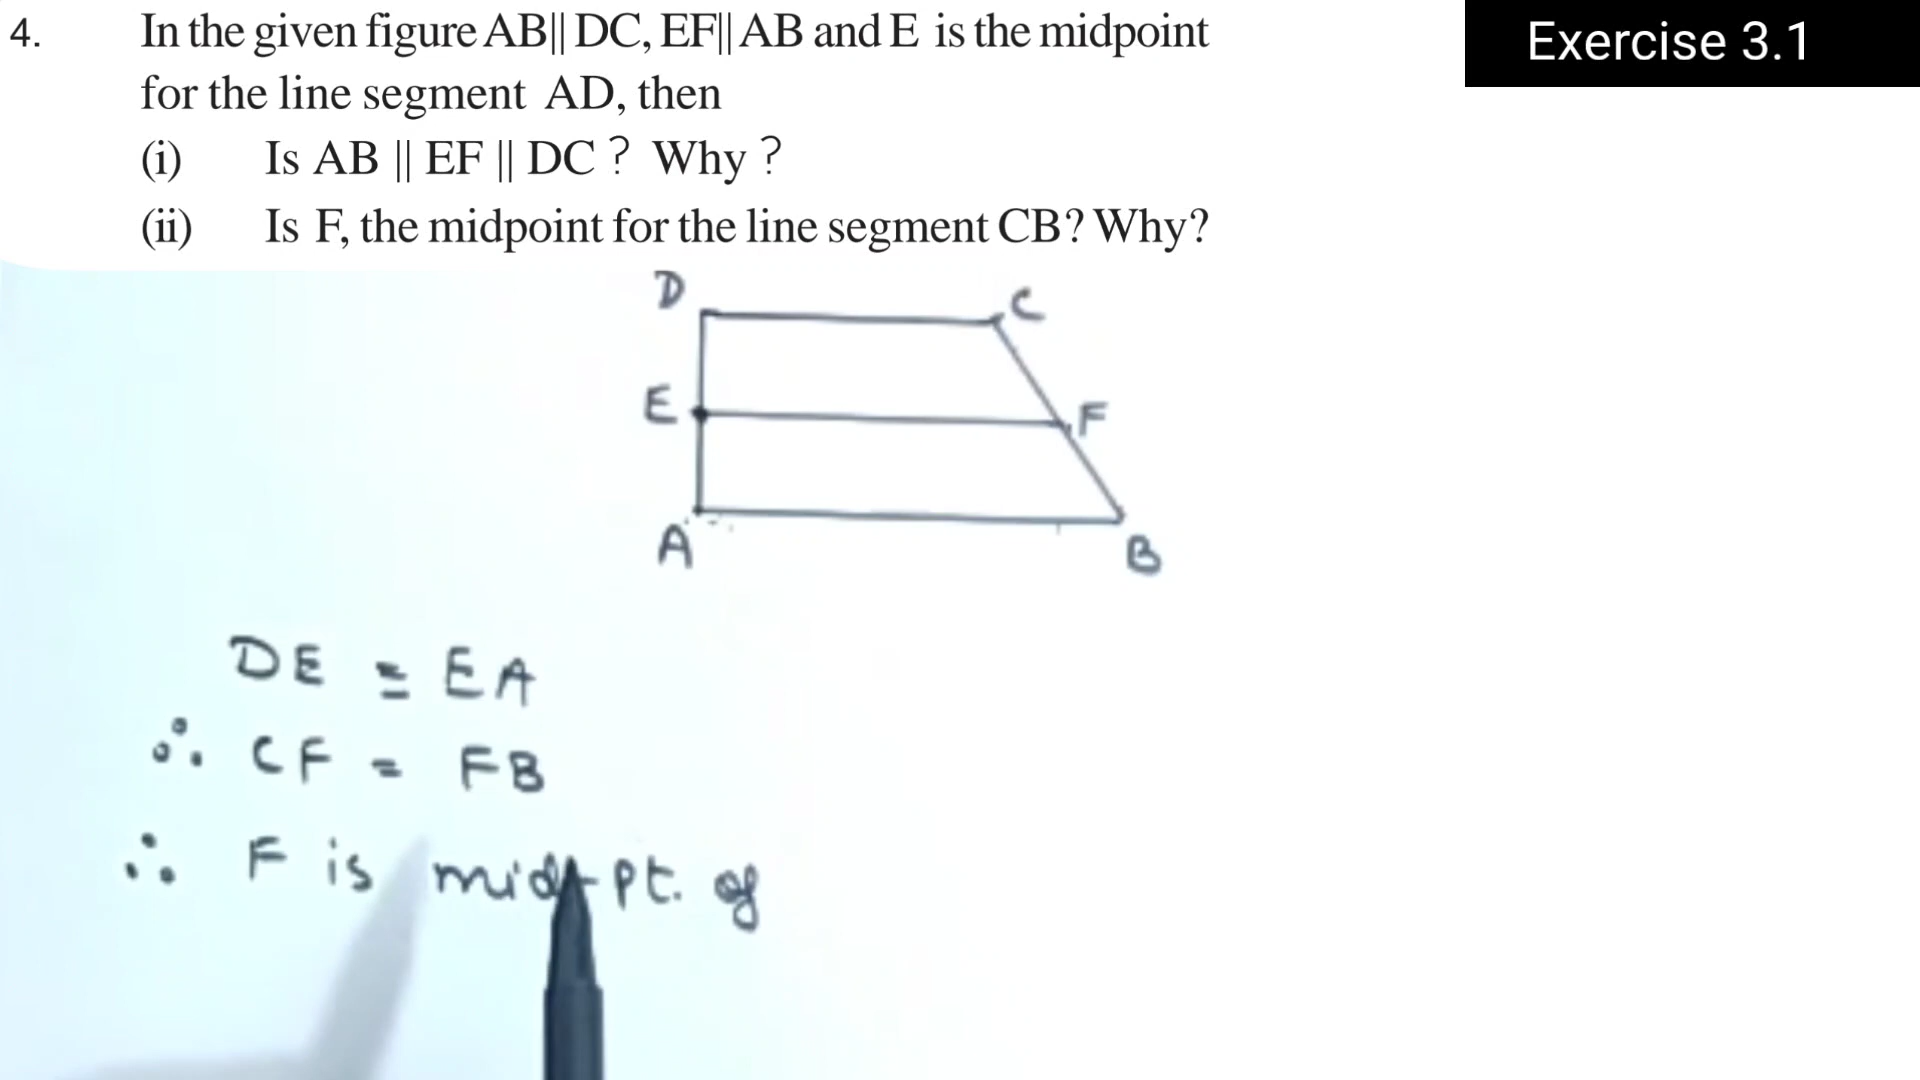 4. In the given figure AB|| DC, EF|| AB and E is the midpoint
for the line segment AD, then
(i) Is AB || EF || DC ? Why ?
(ii) Is F, the midpoint for the line segment CB? Why?
Exercise 3.1
D
C
E
F
A
B
DE = EA
∴ CF = FB
∴ F is mid-pt. of